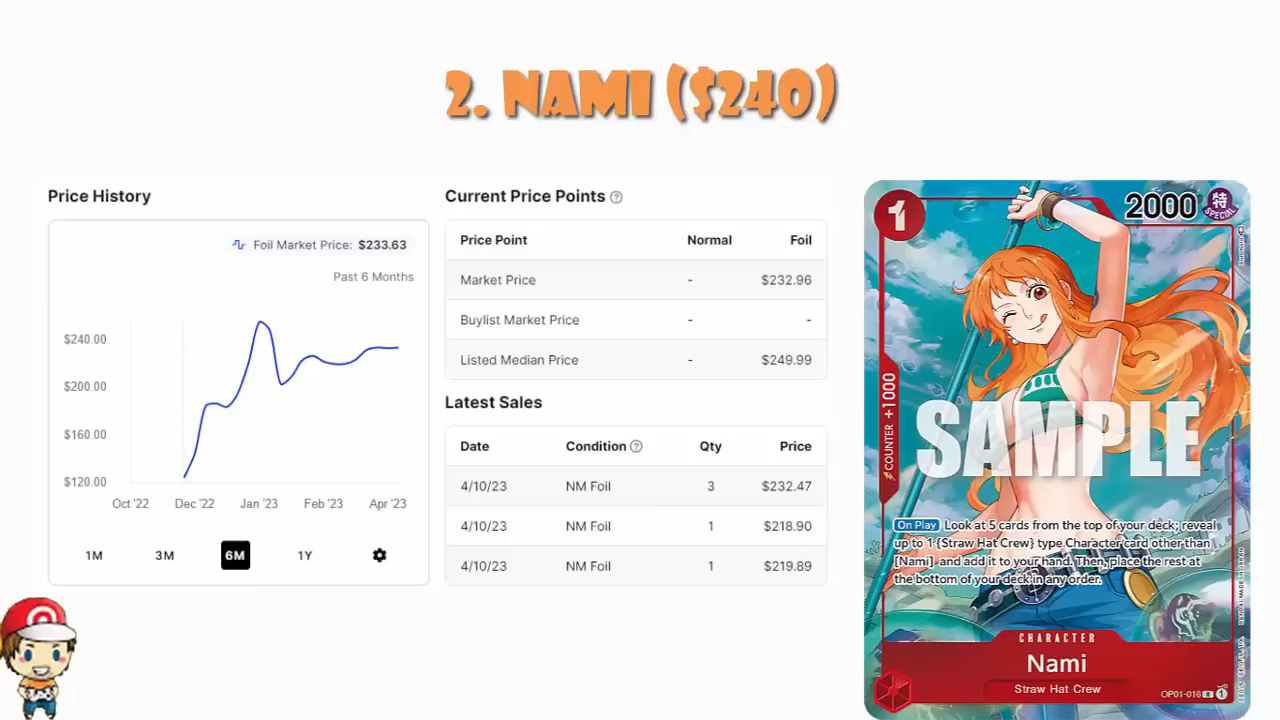 2. NAMI ($240)
Price History
Foil Market Price: $233.63
Past 6 Months
$240.00
$200.00
$160.00
$120.00
Oct '22 Dec '22 Jan '23 Feb '23 Apr '23
1M 3M 6M 1Y
Current Price Points
Price Point Normal Foil
Market Price - $232.96
Buylist Market Price - -
Listed Median Price - $249.99
Latest Sales
Date Condition Qty Price
4/10/23 NM Foil 3 $232.47
4/10/23 NM Foil 1 $218.90
4/10/23 NM Foil 1 $219.89
1
2000
特
SPECIAL
COUNTER +1000
SAMPLE
On Play Look at 5 cards from the top of your deck; reveal
up to 1 {Straw Hat Crew} type Character card other than
[Nami] and add it to your hand. Then, place the rest at
the bottom of your deck in any order.
CHARACTER
Nami
Straw Hat Crew
OP01-016 R 1